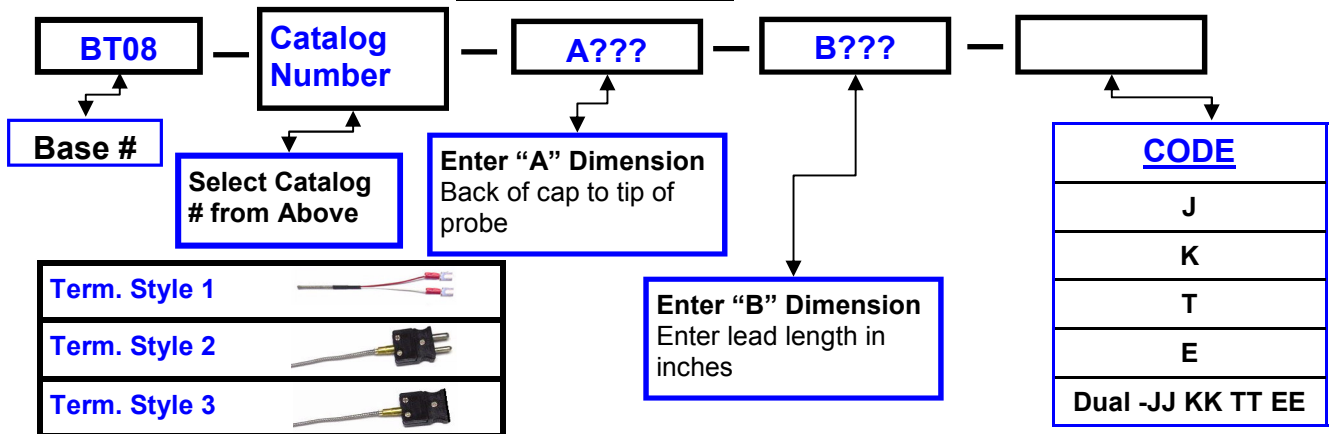 BT08 — Catalog Number — A??? — B??? —
Base #
Select Catalog
# from Above
Enter “A” Dimension
Back of cap to tip of
probe
Enter “B” Dimension
Enter lead length in
inches
CODE
J
K
T
E
Dual -JJ KK TT EE
Term. Style 1
Term. Style 2
Term. Style 3